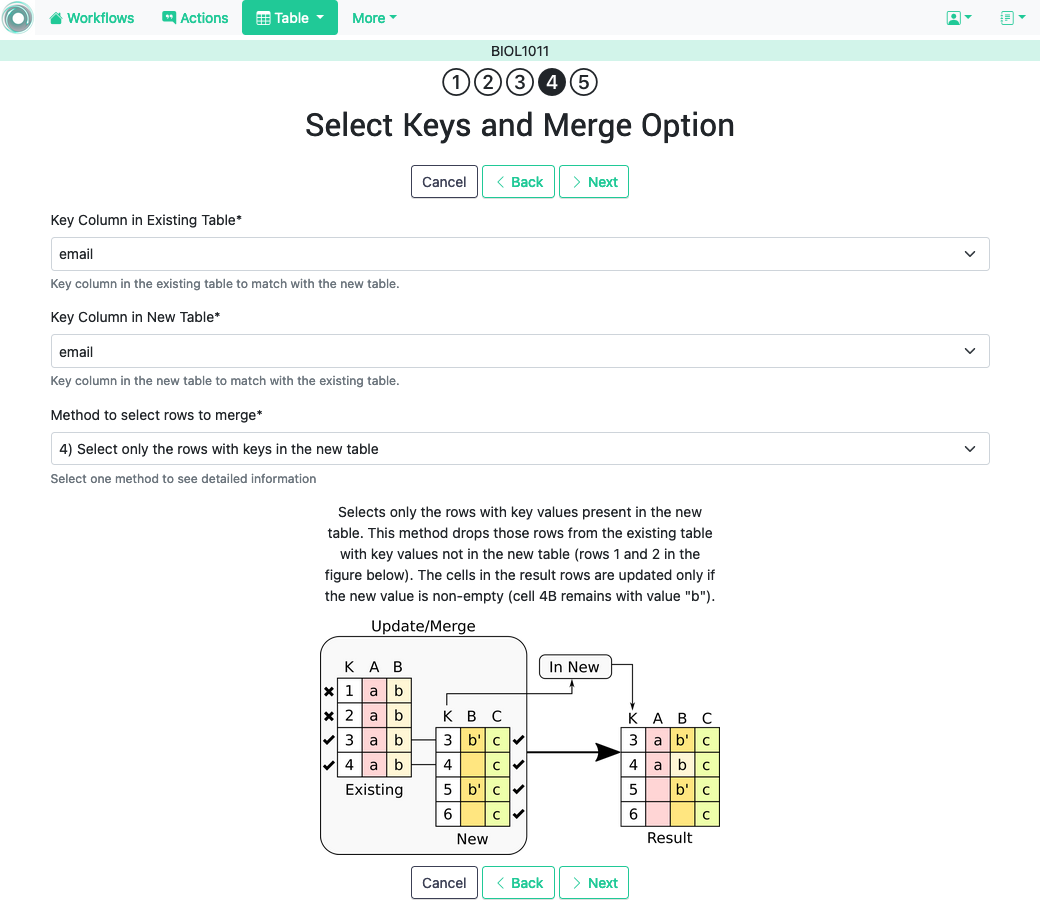 Workflows Actions Table More
BIOL1011
1 2 3 4 5
Select Keys and Merge Option
Cancel Back Next
Key Column in Existing Table*
email
Key column in the existing table to match with the new table.
Key Column in New Table*
email
Key column in the new table to match with the existing table.
Method to select rows to merge*
4) Select only the rows with keys in the new table
Select one method to see detailed information
Selects only the rows with key values present in the new
table. This method drops those rows from the existing table
with key values not in the new table (rows 1 and 2 in the
figure below). The cells in the result rows are updated only if
the new value is non-empty (cell 4B remains with value "b").
Update/Merge
K A B
1 a b
2 a b
3 a b
4 a b
Existing
K B C
3 b' c
4 c
5 b' c
6 c
New
In New
K A B C
3 a b' c
4 a b c
5 b' c
6 c
Result
Cancel Back Next